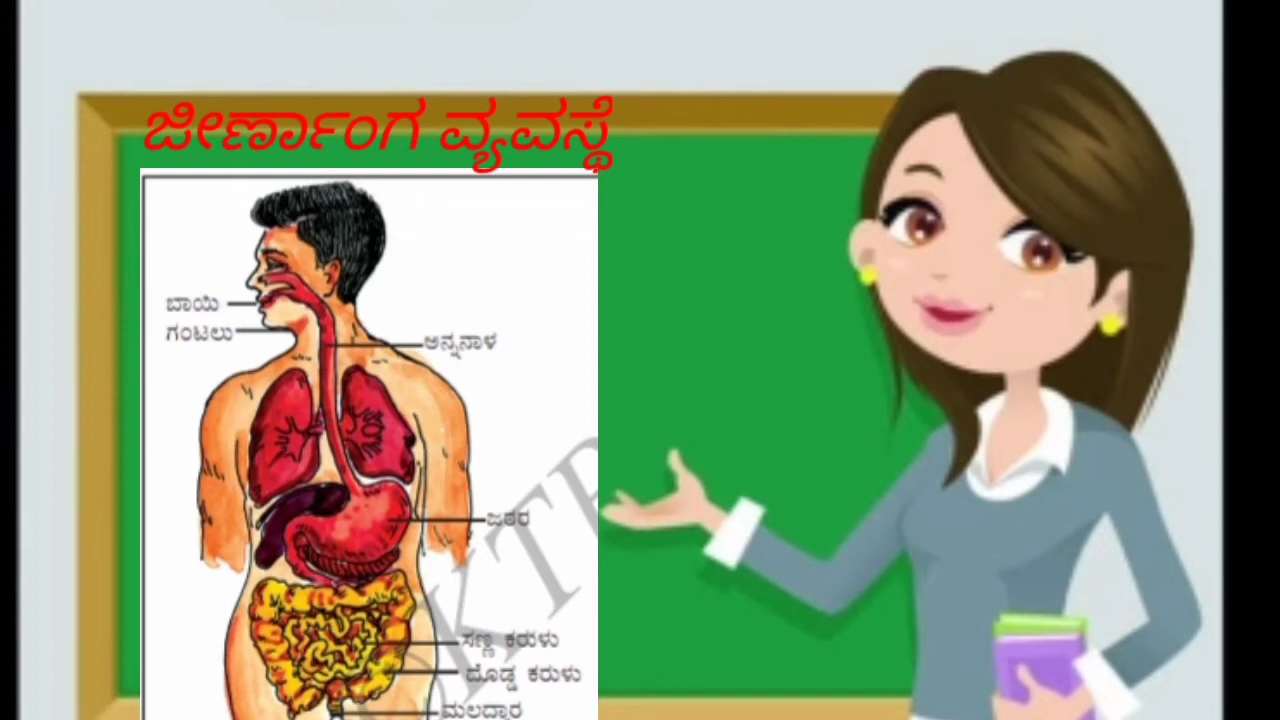 ಜೀರ್ಣಾಂಗ ವ್ಯವಸ್ಥೆ
ಬಾಯಿ
ಗಂಟಲು
ಅನ್ನನಾಳ
ಜಠರ
ಸಣ್ಣ ಕರುಳು
ದೊಡ್ಡ ಕರುಳು
ಮಲದ್ವಾರ